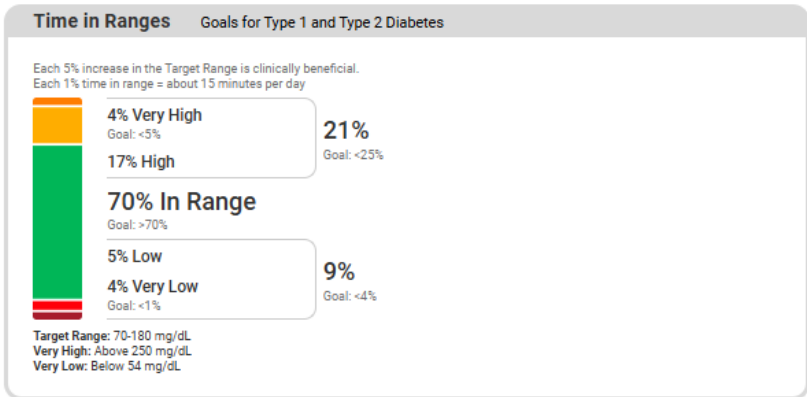 Time in Ranges Goals for Type 1 and Type 2 Diabetes
Each 5% increase in the Target Range is clinically beneficial.
Each 1% time in range = about 15 minutes per day
4% Very High
Goal: <5%
17% High
21%
Goal: <25%
70% In Range
Goal: >70%
5% Low
4% Very Low
Goal: <1%
9%
Goal: <4%
Target Range: 70-180 mg/dL
Very High: Above 250 mg/dL
Very Low: Below 54 mg/dL